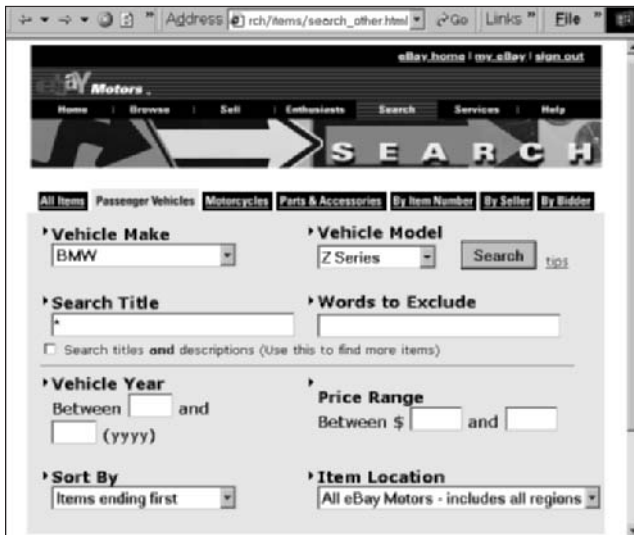 Address rch/items/search_other.html Go Links » File »
eBay home | my eBay | sign out
ebaY Motors
Home | Browse | Sell | Enthusiasts Search Services | Help
SEARCH
All Items Passenger Vehicles Motorcycles Parts & Accessories By Item Number By Seller By Bidder
Vehicle Make Vehicle Model
BMW Z Series Search tips
Search Title Words to Exclude
*
Search titles and descriptions (Use this to find more items)
Vehicle Year
Price Range
Between and Between $ and
(yyyy)
Sort By Item Location
Items ending first All eBay Motors - includes all regions